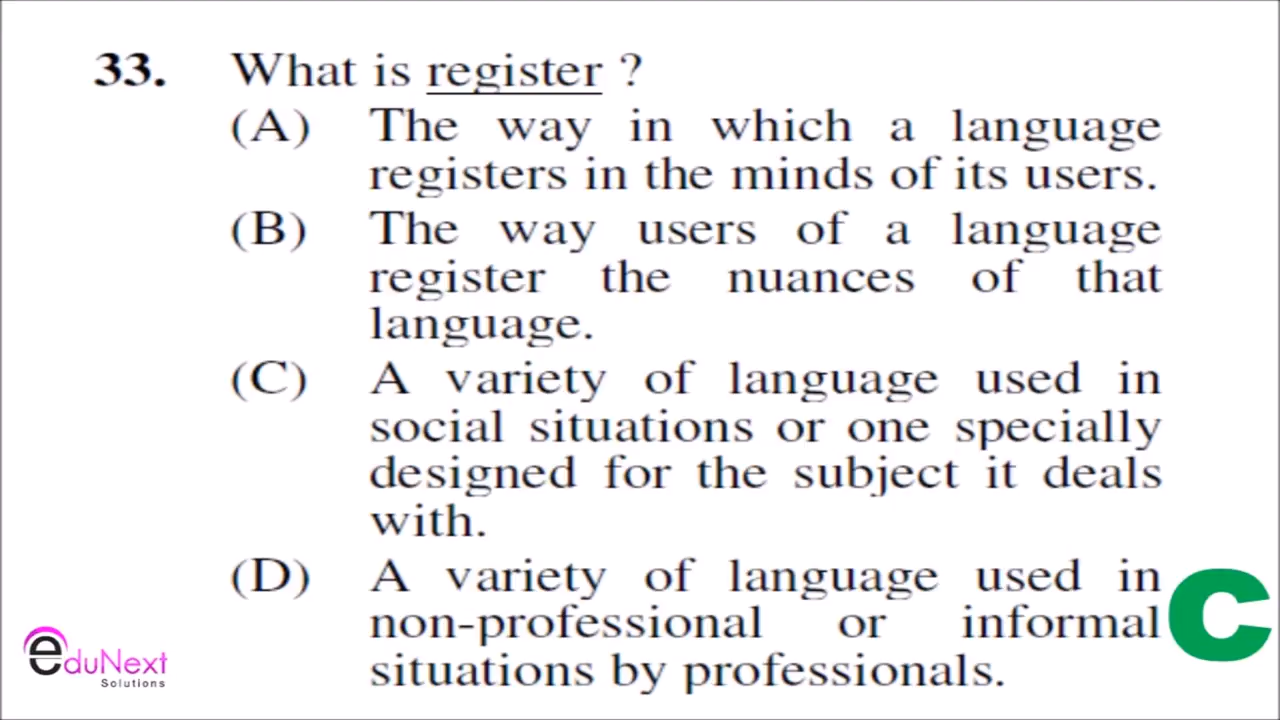 33. What is register ?
(A) The way in which a language
registers in the minds of its users.
(B) The way users of a language
register the nuances of that
language.
(C) A variety of language used in
social situations or one specially
designed for the subject it deals
with.
(D) A variety of language used in
non-professional or informal
situations by professionals.
C
eduNext
Solutions